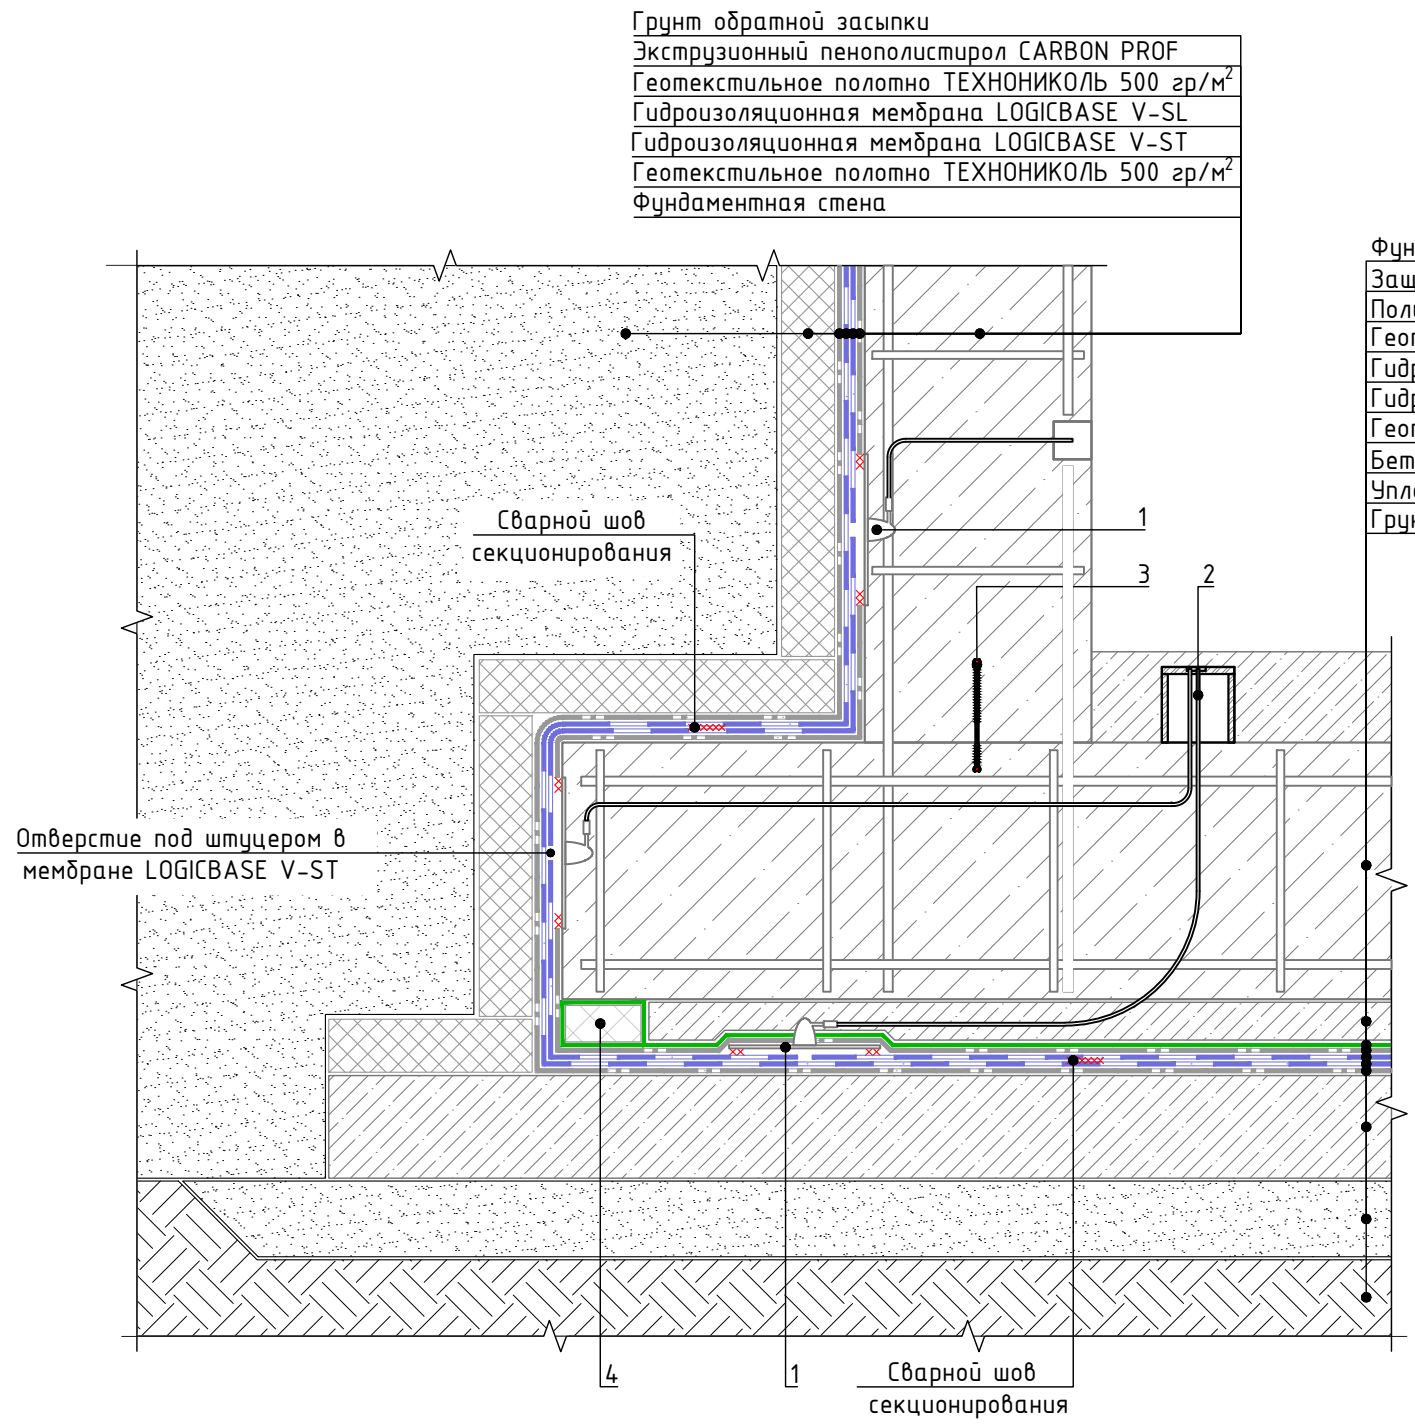 Грунт обратной засыпки
Экструзионный пенополистирол CARBON PROF
Геотекстильное полотно ТЕХНОНИКОЛЬ 500 гр/м²
Гидроизоляционная мембрана LOGICBASE V-SL
Гидроизоляционная мембрана LOGICBASE V-ST
Геотекстильное полотно ТЕХНОНИКОЛЬ 500 гр/м²
Фундаментная стена
Сварной шов
секционирования
1
3
2
Отверстие под штуцером в
мембране LOGICBASE V-ST
4
1
Сварной шов
секционирования